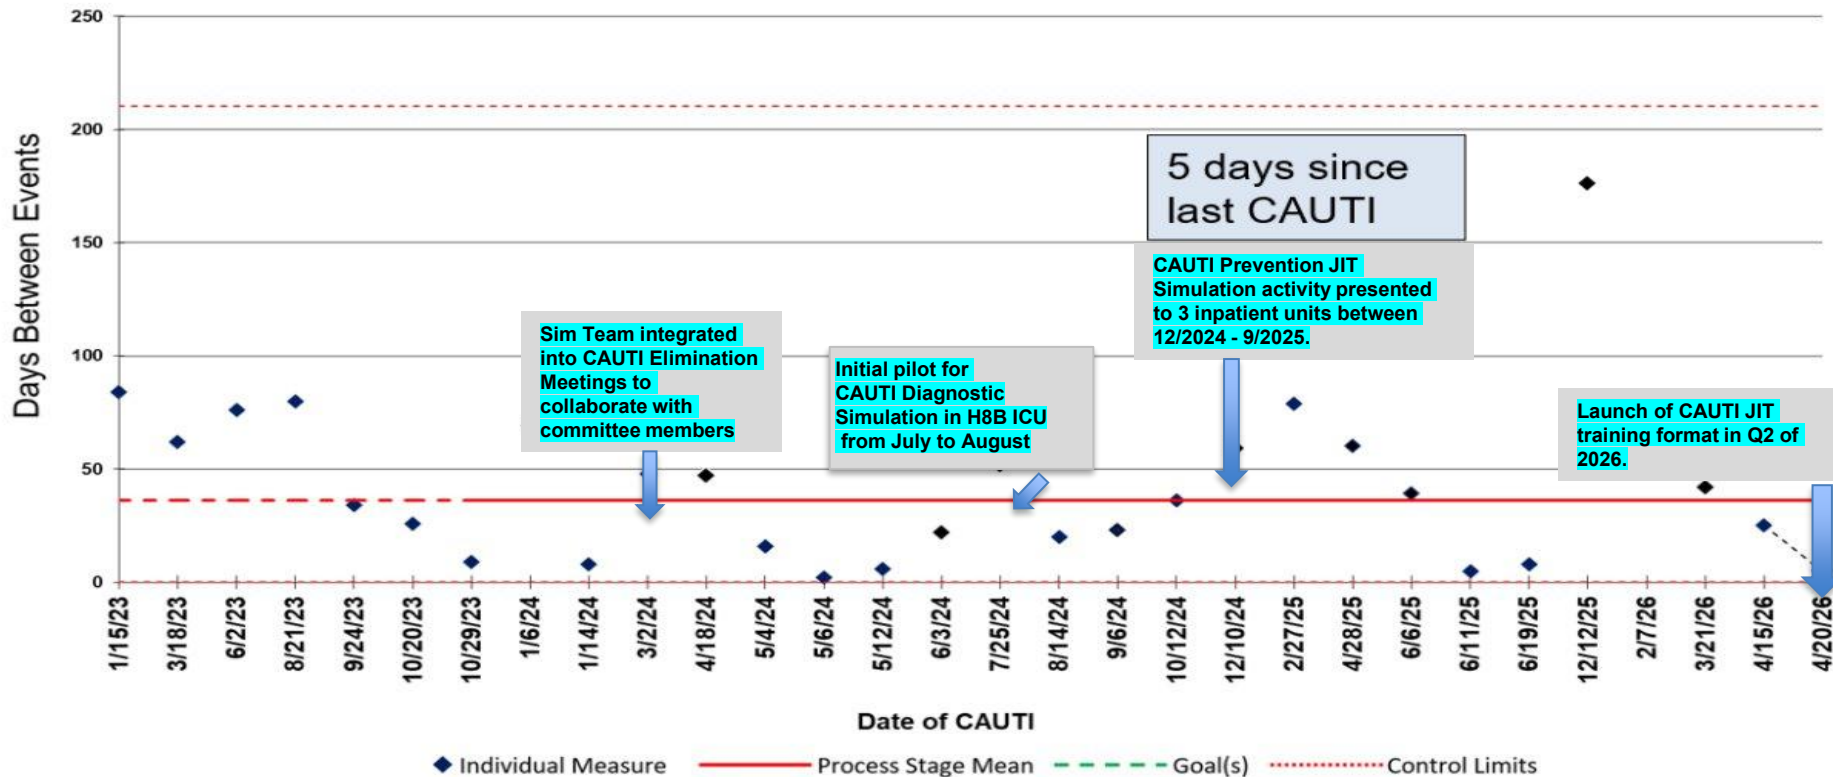 250
200
150
100
50
0
Days Between Events
5 days since
last CAUTI
CAUTI Prevention JIT
Simulation activity presented
to 3 inpatient units between
12/2024 - 9/2025.
Sim Team integrated
into CAUTI Elimination
Meetings to
collaborate with
committee members
Initial pilot for
CAUTI Diagnostic
Simulation in H8B ICU
from July to August
Launch of CAUTI JIT
training format in Q2 of
2026.
1/15/23
3/18/23
6/2/23
8/21/23
9/24/23
10/20/23
10/29/23
1/6/24
1/14/24
3/2/24
4/18/24
5/4/24
5/6/24
5/12/24
6/3/24
7/25/24
8/14/24
9/6/24
10/12/24
12/10/24
2/27/25
4/28/25
6/6/25
6/11/25
6/19/25
12/12/25
2/7/26
3/21/26
4/15/26
4/20/26
Date of CAUTI
Individual Measure
Process Stage Mean
Goal(s)
Control Limits